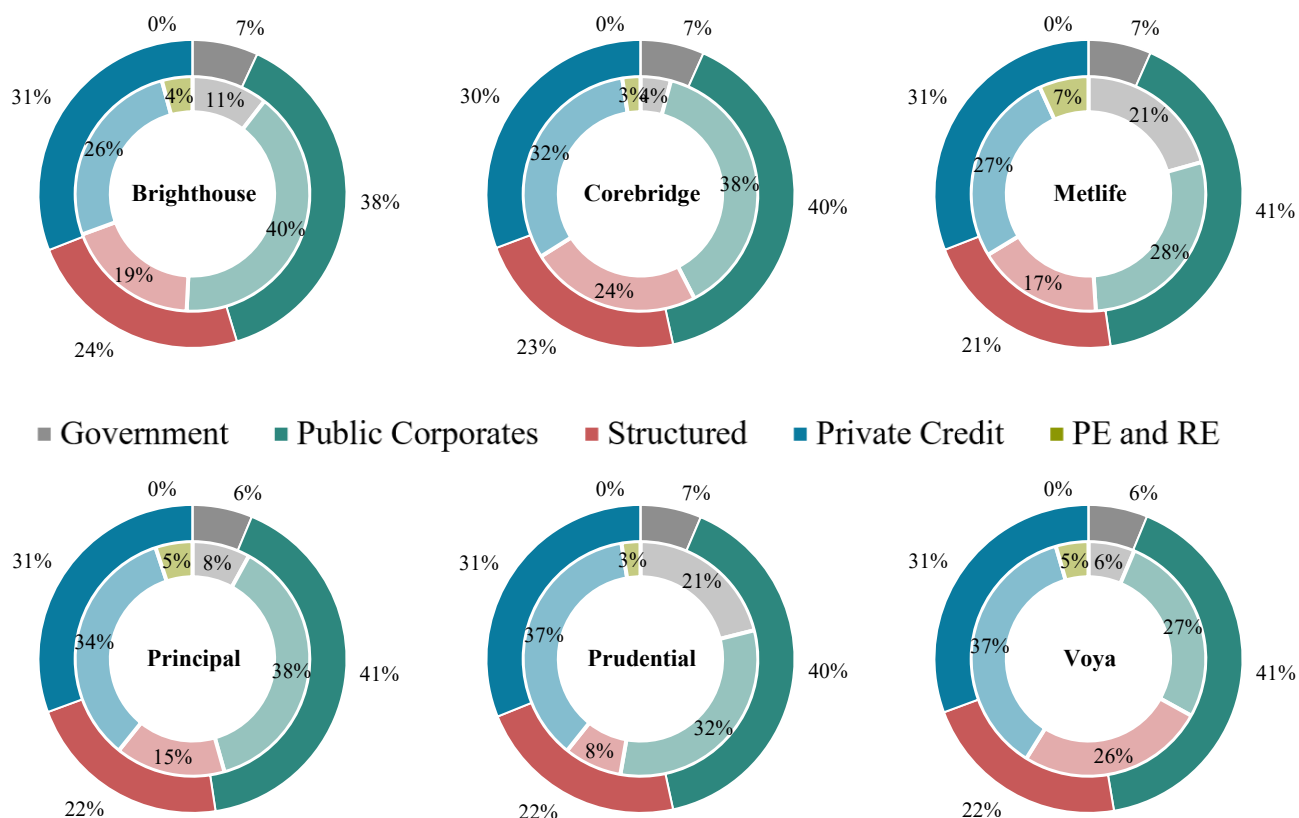 0% 7% 0% 7% 0% 7%
31% 4% 11% 30% 3% 4% 31% 7% 21%
26% 32% 27%
Brighthouse Corebridge Metlife
38% 38% 40% 41%
40% 28%
19% 24% 17%
24% 23% 21%
Government Public Corporates Structured Private Credit PE and RE
0% 6% 0% 7% 0% 6%
31% 5% 8% 31% 3% 21% 31% 5% 6%
34% 37% 37% 27%
Principal Prudential Voya
38% 41% 40% 41%
32%
15% 8% 26%
22% 22% 22%